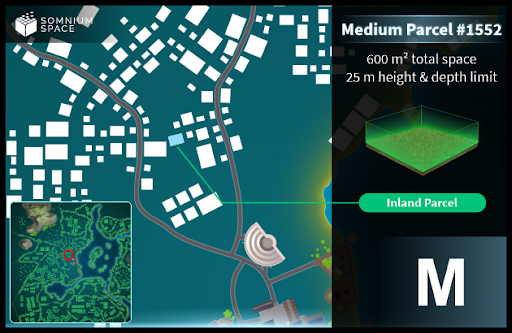 SOMNIUM
SPACE
Medium Parcel #1552
600 m² total space
25 m height & depth limit
Inland Parcel
M